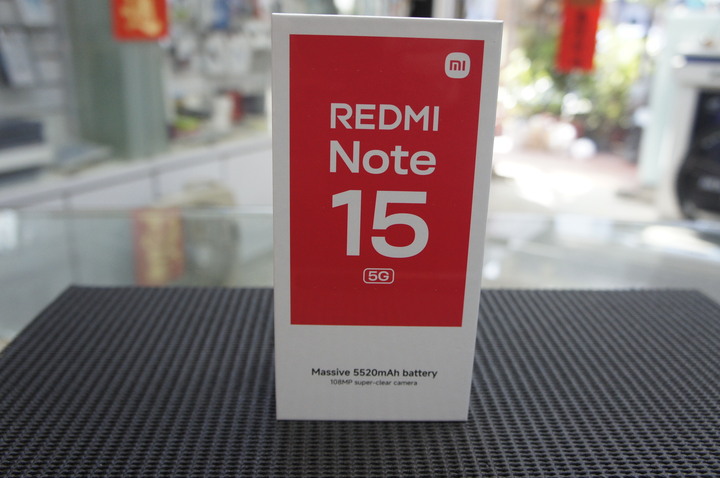 mi
REDMI
Note
15
5G
Massive 5520mAh battery
108MP super-clear camera